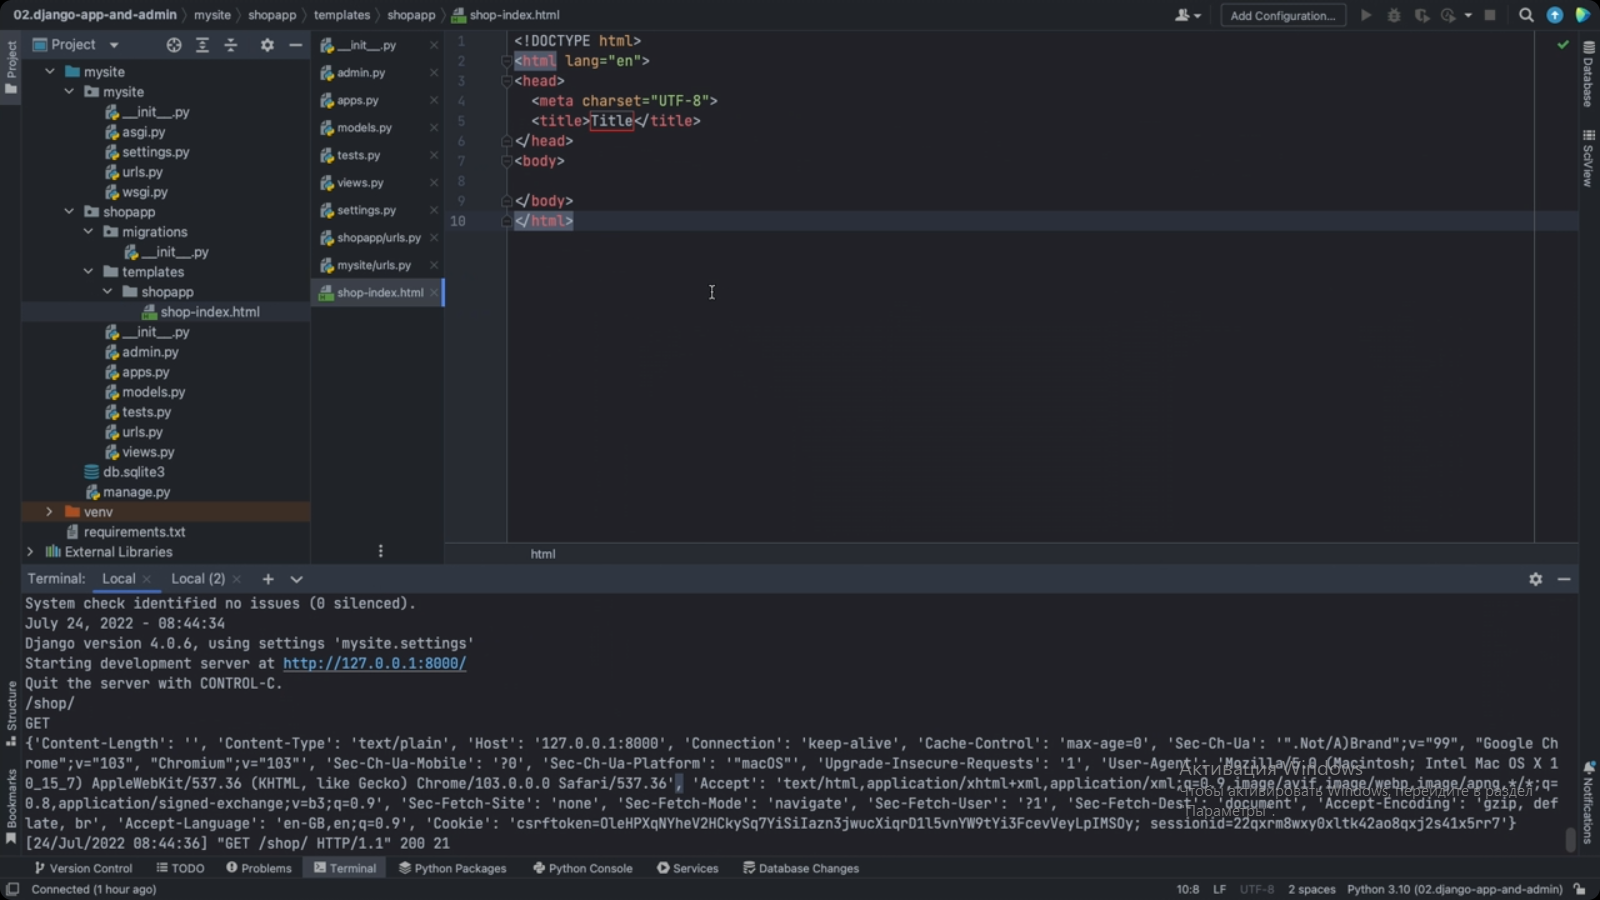 02.django-app-and-admin
mysite
shopapp
templates
shopapp
shop-index.html
Add Configuration...
Project
Project
mysite
mysite
__init__.py
asgi.py
settings.py
urls.py
wsgi.py
shopapp
migrations
__init__.py
templates
shopapp
shop-index.html
__init__.py
admin.py
apps.py
models.py
tests.py
urls.py
views.py
db.sqlite3
manage.py
venv
requirements.txt
External Libraries
__init__.py
admin.py
apps.py
models.py
tests.py
views.py
settings.py
shopapp/urls.py
mysite/urls.py
shop-index.html
1 <!DOCTYPE html>
2 <html lang="en">
3 <head>
4 <meta charset="UTF-8">
5 <title>Title</title>
6 </head>
7 <body>
8
9 </body>
10 </html>
html
Database
SciView
Notifications
Structure
Bookmarks
Terminal: Local Local (2)
System check identified no issues (0 silenced).
July 24, 2022 - 08:44:34
Django version 4.0.6, using settings 'mysite.settings'
Starting development server at http://127.0.0.1:8000/
Quit the server with CONTROL-C.
/shop/
GET
{'Content-Length': '', 'Content-Type': 'text/plain', 'Host': '127.0.0.1:8000', 'Connection': 'keep-alive', 'Cache-Control': 'max-age=0', 'Sec-Ch-Ua': '".Not/A)Brand";v="99", "Google Ch
rome";v="103", "Chromium";v="103"', 'Sec-Ch-Ua-Mobile': '?0', 'Sec-Ch-Ua-Platform': '"macOS"', 'Upgrade-Insecure-Requests': '1', 'User-Agent': 'Mozilla/5.0 (Macintosh; Intel Mac OS X 1
0_15_7) AppleWebKit/537.36 (KHTML, like Gecko) Chrome/103.0.0.0 Safari/537.36', 'Accept': 'text/html,application/xhtml+xml,application/xml;q=0.9,image/avif,image/webp,image/apng,*/*;q=
0.8,application/signed-exchange;v=b3;q=0.9', 'Sec-Fetch-Site': 'none', 'Sec-Fetch-Mode': 'navigate', 'Sec-Fetch-User': '?1', 'Sec-Fetch-Dest': 'document', 'Accept-Encoding': 'gzip, def
late, br', 'Accept-Language': 'en-GB,en;q=0.9', 'Cookie': 'csrftoken=OleHPXqNYheV2HCkySq7YiSiIazn3jwucXiqrD1l5vnYW9tYi3FcevVeyLpIMSOy; sessionid=22qxrm8wxy0xltk42ao8qxj2s41x5rr7'}
[24/Jul/2022 08:44:36] "GET /shop/ HTTP/1.1" 200 21
Активация Windows
Чтобы активировать Windows, перейдите в раздел
"Параметры".
Version Control
TODO
Problems
Terminal
Python Packages
Python Console
Services
Database Changes
Connected (1 hour ago)
10:8 LF UTF-8 2 spaces Python 3.10 (02.django-app-and-admin)